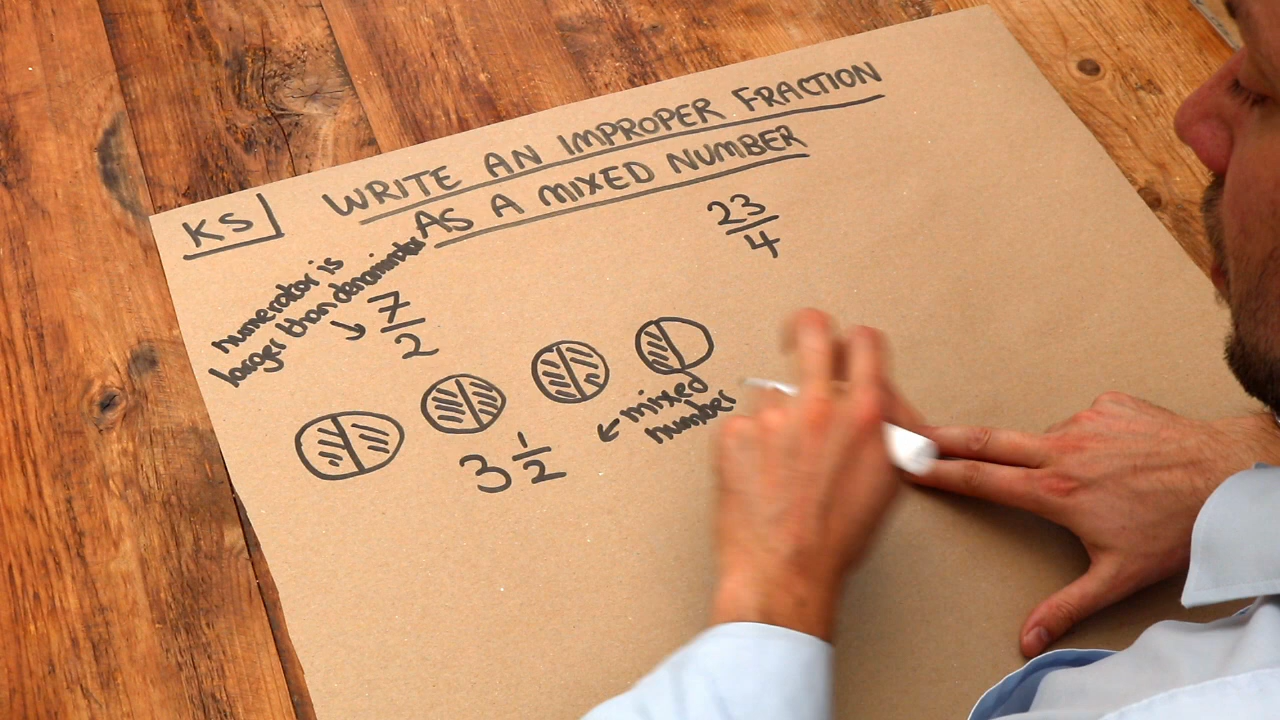 KS
WRITE AN IMPROPER FRACTION
AS A MIXED NUMBER
numerator is
larger than denominator
7
2
23
4
3 1
2
← mixed
number